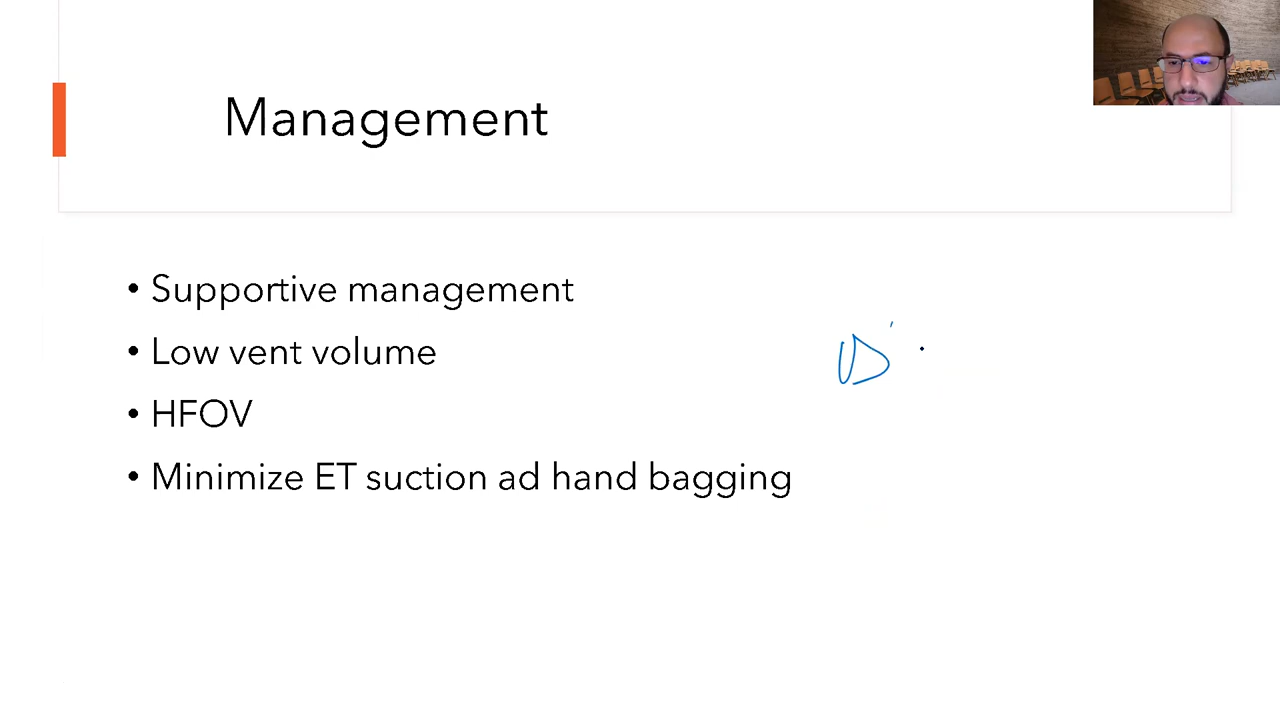 Management
• Supportive management
• Low vent volume
• HFOV
• Minimize ET suction ad hand bagging